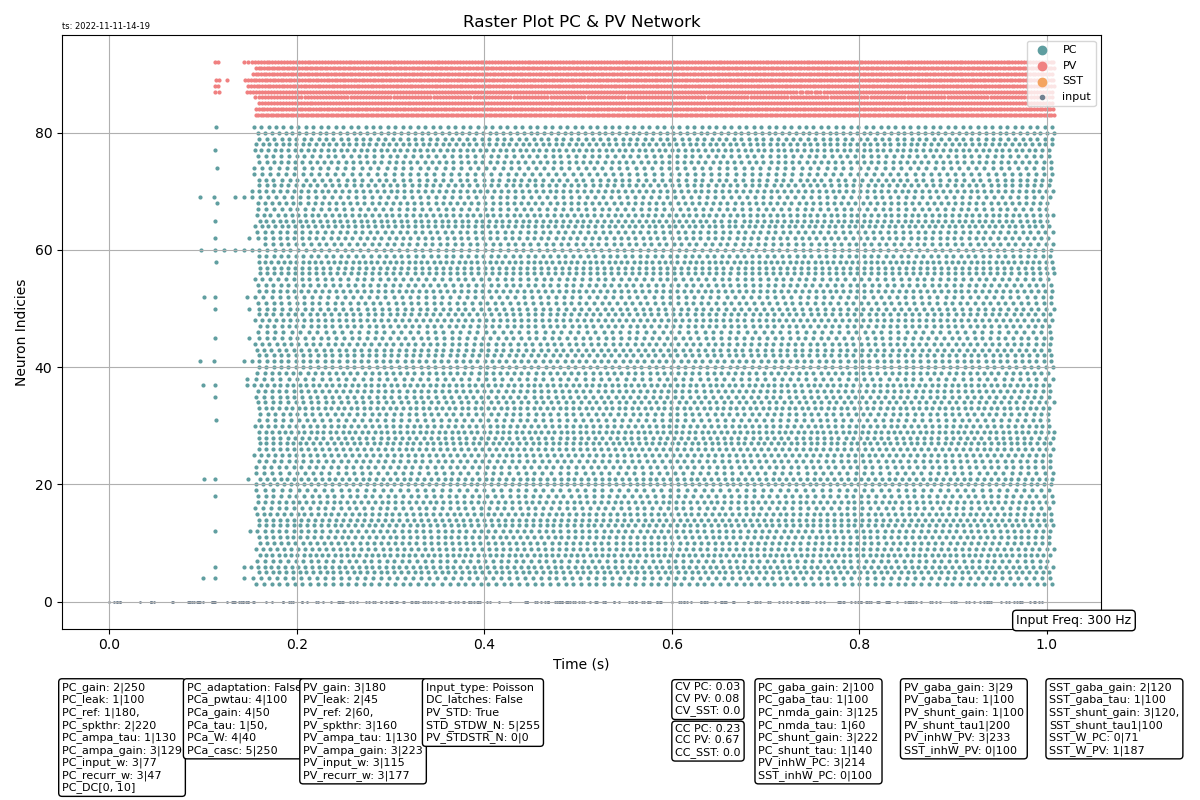 ts: 2022-11-11-14-19
Raster Plot PC & PV Network
PC
PV
SST
input
80
60
40
20
0
Neuron Indicies
0.0
0.2
0.4
0.6
0.8
1.0
Time (s)
Input Freq: 300 Hz
PC_gain: 2|250
PC_leak: 1|100
PC_ref: 1|180,
PC_spkthr: 2|220
PC_ampa_tau: 1|130
PC_ampa_gain: 3|129
PC_input_w: 3|77
PC_recurr_w: 3|47
PC_DC[0, 10]
PC_adaptation: False
PCa_pwtau: 4|100
PCa_gain: 4|50
PCa_tau: 1|50,
PCa_W: 4|40
PCa_casc: 5|250
PV_gain: 3|180
PV_leak: 2|45
PV_ref: 2|60,
PV_spkthr: 3|160
PV_ampa_tau: 1|130
PV_ampa_gain: 3|223
PV_input_w: 3|115
PV_recurr_w: 3|177
Input_type: Poisson
DC_latches: False
PV_STD: True
STD_STDW_N: 5|255
PV_STDSTR_N: 0|0
CV PC: 0.03
CV PV: 0.08
CV_SST: 0.0
CC PC: 0.23
CC PV: 0.67
CC_SST: 0.0
PC_gaba_gain: 2|100
PC_gaba_tau: 1|100
PC_nmda_gain: 3|125
PC_nmda_tau: 1|60
PC_shunt_gain: 3|222
PC_shunt_tau: 1|140
PV_inhW_PC: 3|214
SST_inhW_PC: 0|100
PV_gaba_gain: 3|29
PV_gaba_tau: 1|100
PV_shunt_gain: 1|100
PV_shunt_tau1|200
PV_inhW_PV: 3|233
SST_inhW_PV: 0|100
SST_gaba_gain: 2|120
SST_gaba_tau: 1|100
SST_shunt_gain: 3|120,
SST_shunt_tau1|100
SST_W_PC: 0|71
SST_W_PV: 1|187